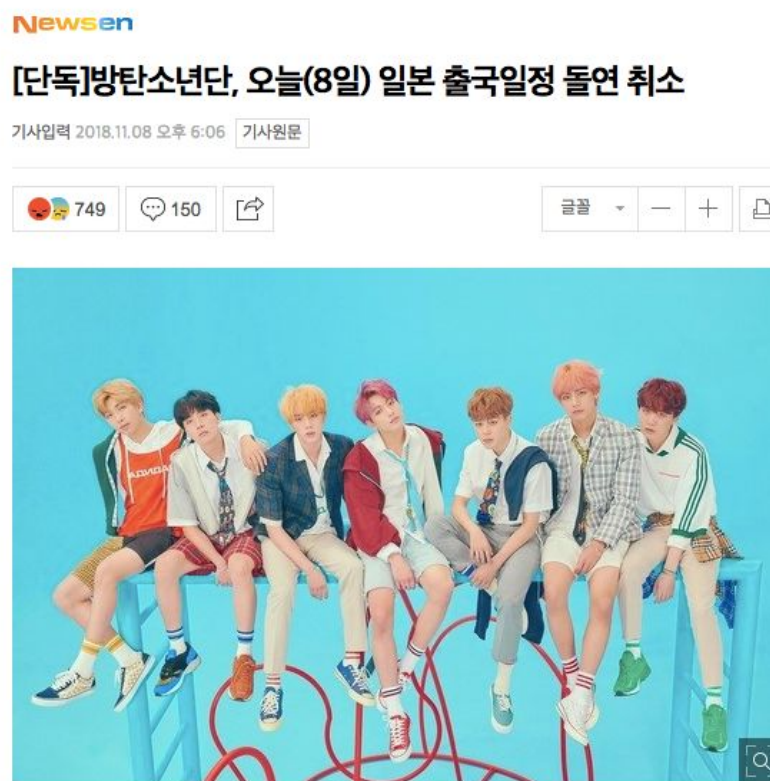 Newsen
[단독]방탄소년단, 오늘(8일) 일본 출국일정 돌연 취소
기사입력 2018.11.08 오후 6:06 기사원문
749 150 글꼴